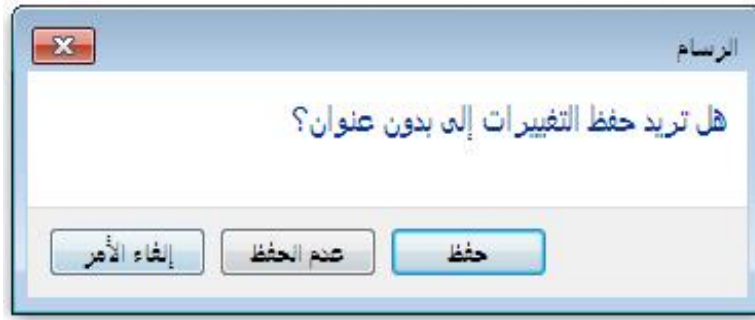 الرسام
هل تريد حفظ التغييرات إلى بدون عنوان؟
حفظ
عدم الحفظ
إلغاء الأمر